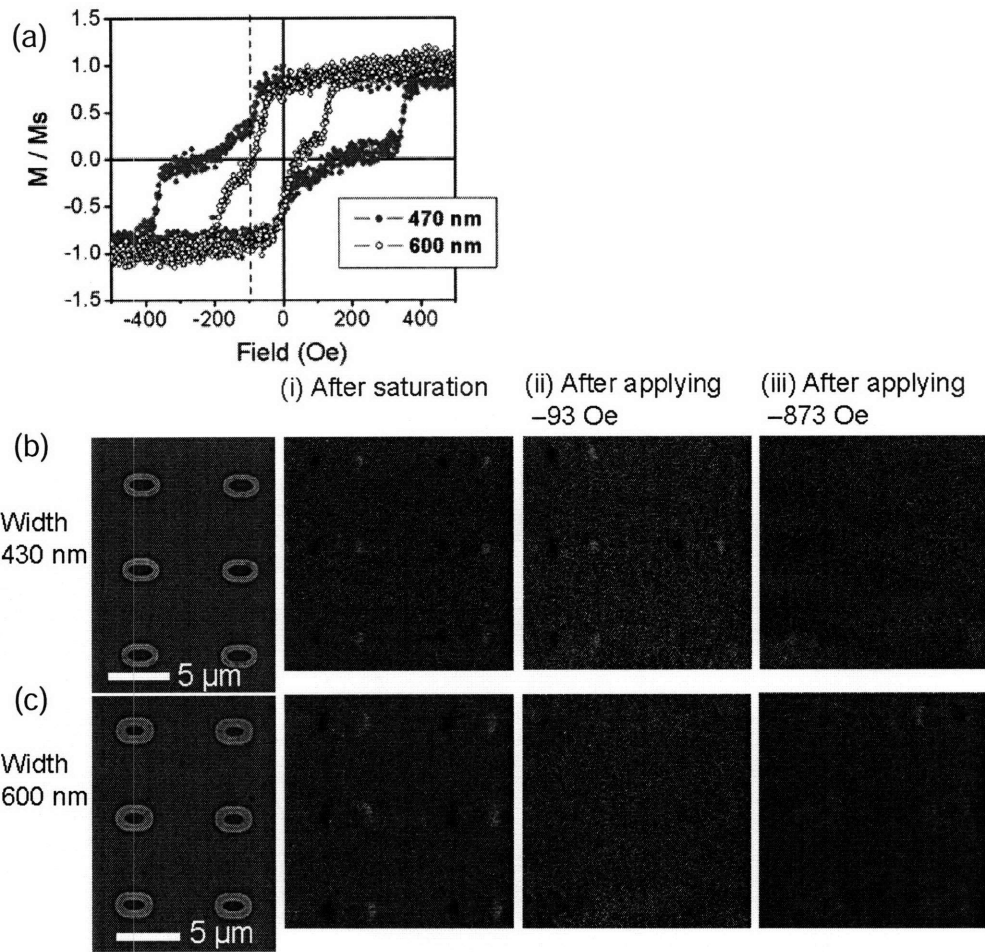 (a)
1.5
1.0
0.5
0.0
-0.5
-1.0
-1.5
M / Ms
-400 -200 0 200 400
Field (Oe)
470 nm
600 nm
(i) After saturation
(ii) After applying
–93 Oe
(iii) After applying
–873 Oe
(b)
Width
430 nm
5 µm
(c)
Width
600 nm
5 µm